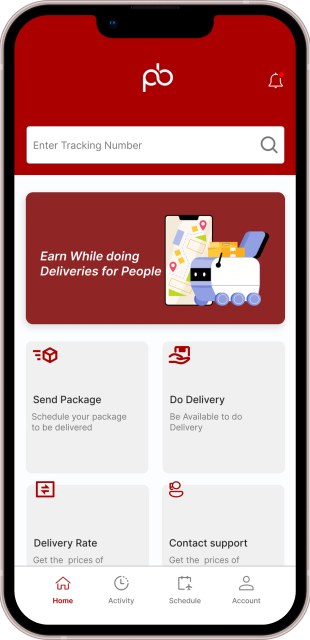 pb
Enter Tracking Number
Earn While doing
Deliveries for People
Send Package
Schedule your package
to be delivered
Do Delivery
Be Available to do
Delivery
Delivery Rate
Get the prices of
Contact support
Get the prices of
Home
Activity
Schedule
Account